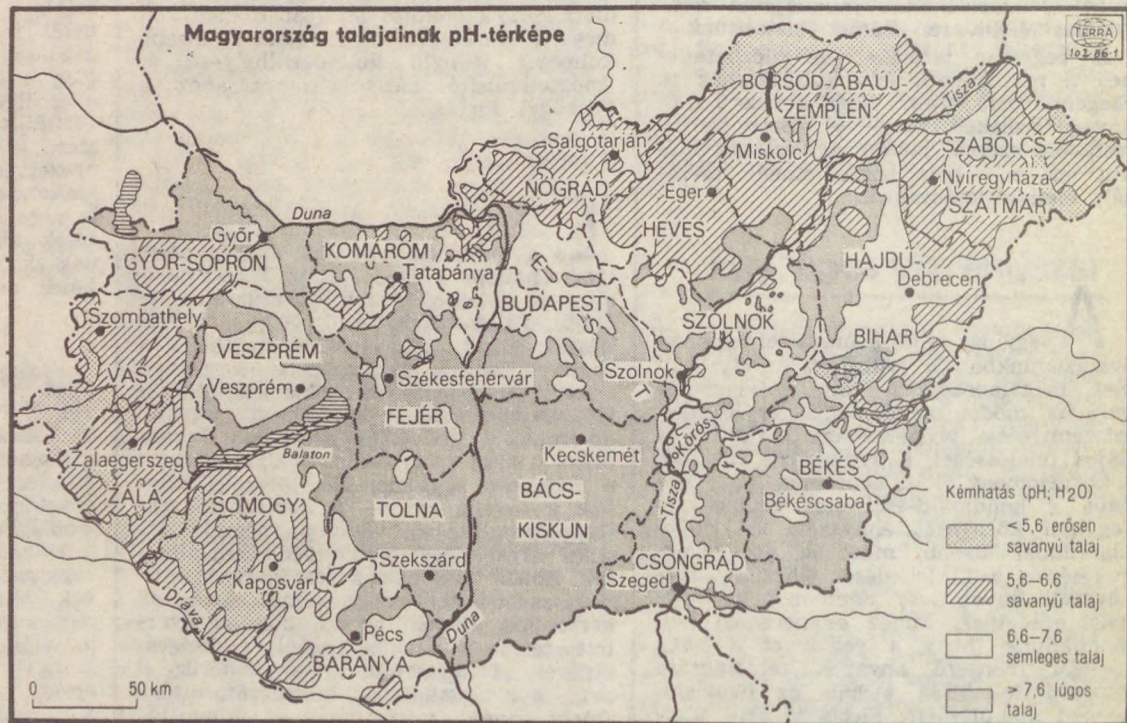 Magyarország talajainak pH-térképe
TERRA
BORSOD-ABAÚJ-
ZEMPLÉN
Tisza
Salgótarján
Miskolc
SZABOLCS-
NÓGRÁD
Eger
Nyíregyháza
SZATMÁR
Duna
Győr
HEVES
KOMÁROM
GYŐR-SOPRON
Tatabánya
HAJDÚ-
Debrecen
BUDAPEST
Szombathely
SZOLNOK
VESZPRÉM
BIHAR
VAS
Veszprém
Székesfehérvár
Szolnok
FEJÉR
Zalaegerszeg
Balaton
Kecskemét
Körös
BÉKÉS
ZALA
SOMOGY
BÁCS-
KISKUN
Tisza
Békéscsaba
TOLNA
Szekszárd
CSONGRÁD
Kaposvár
Szeged
Dráva
Pécs
Duna
BARANYA
0 50 km
Kémhatás (pH; H2O)
< 5,6 erősen
savanyú talaj
5,6–6,6
savanyú talaj
6,6–7,6
semleges talaj
> 7,6 lúgos
talaj